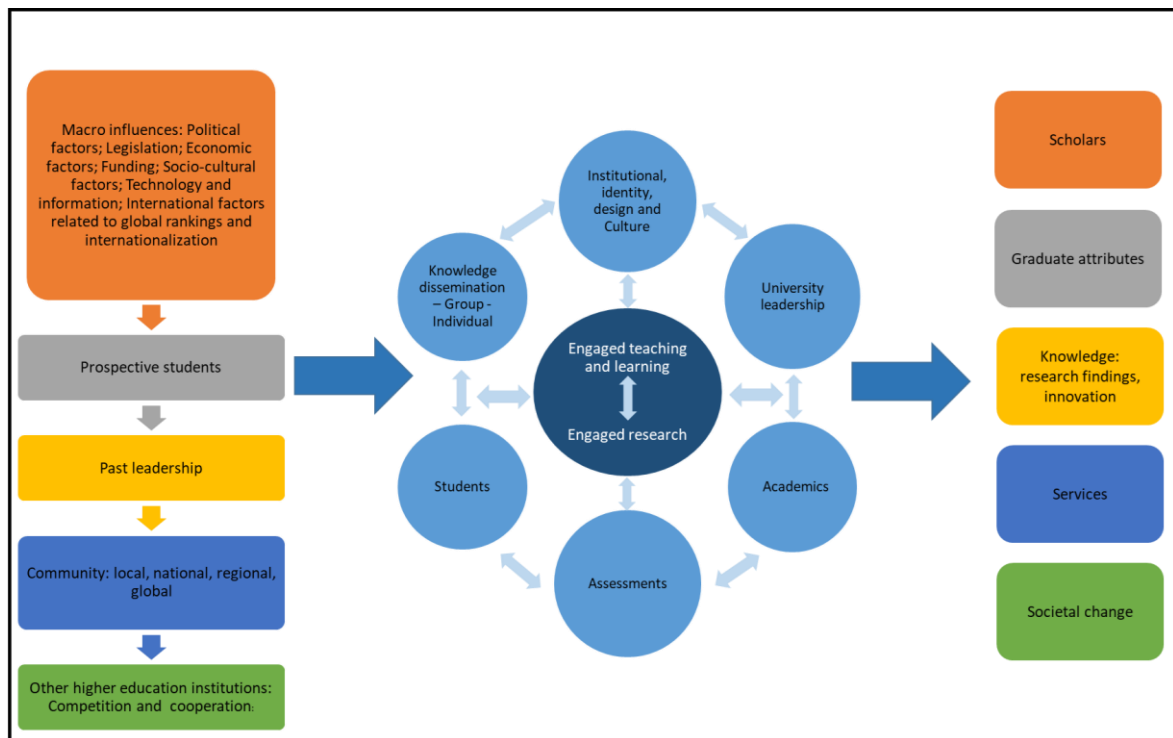 Macro influences: Political
factors; Legislation; Economic
factors; Funding; Socio-cultural
factors; Technology and
information; International factors
related to global rankings and
internationalization
Prospective students
Past leadership
Community: local, national, regional,
global
Other higher education institutions:
Competition and cooperation:
Institutional,
identity,
design and
Culture
Knowledge
dissemination
– Group -
Individual
University
leadership
Engaged teaching
and learning
Engaged research
Students
Academics
Assessments
Scholars
Graduate attributes
Knowledge:
research findings,
innovation
Services
Societal change